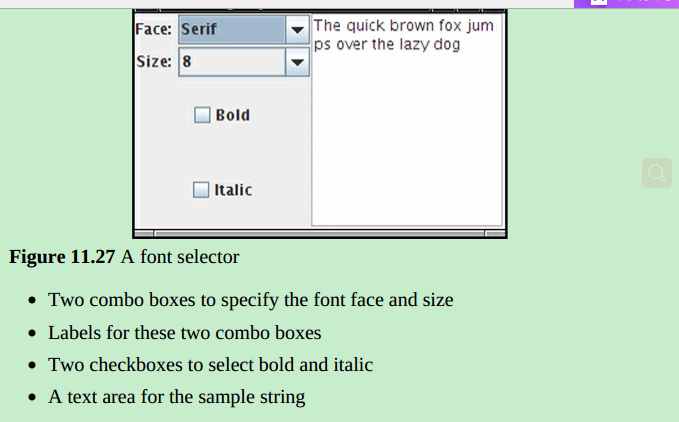 Face: Serif
Size: 8
Bold
Italic
The quick brown fox jum
ps over the lazy dog
Figure 11.27 A font selector
• Two combo boxes to specify the font face and size
• Labels for these two combo boxes
• Two checkboxes to select bold and italic
• A text area for the sample string